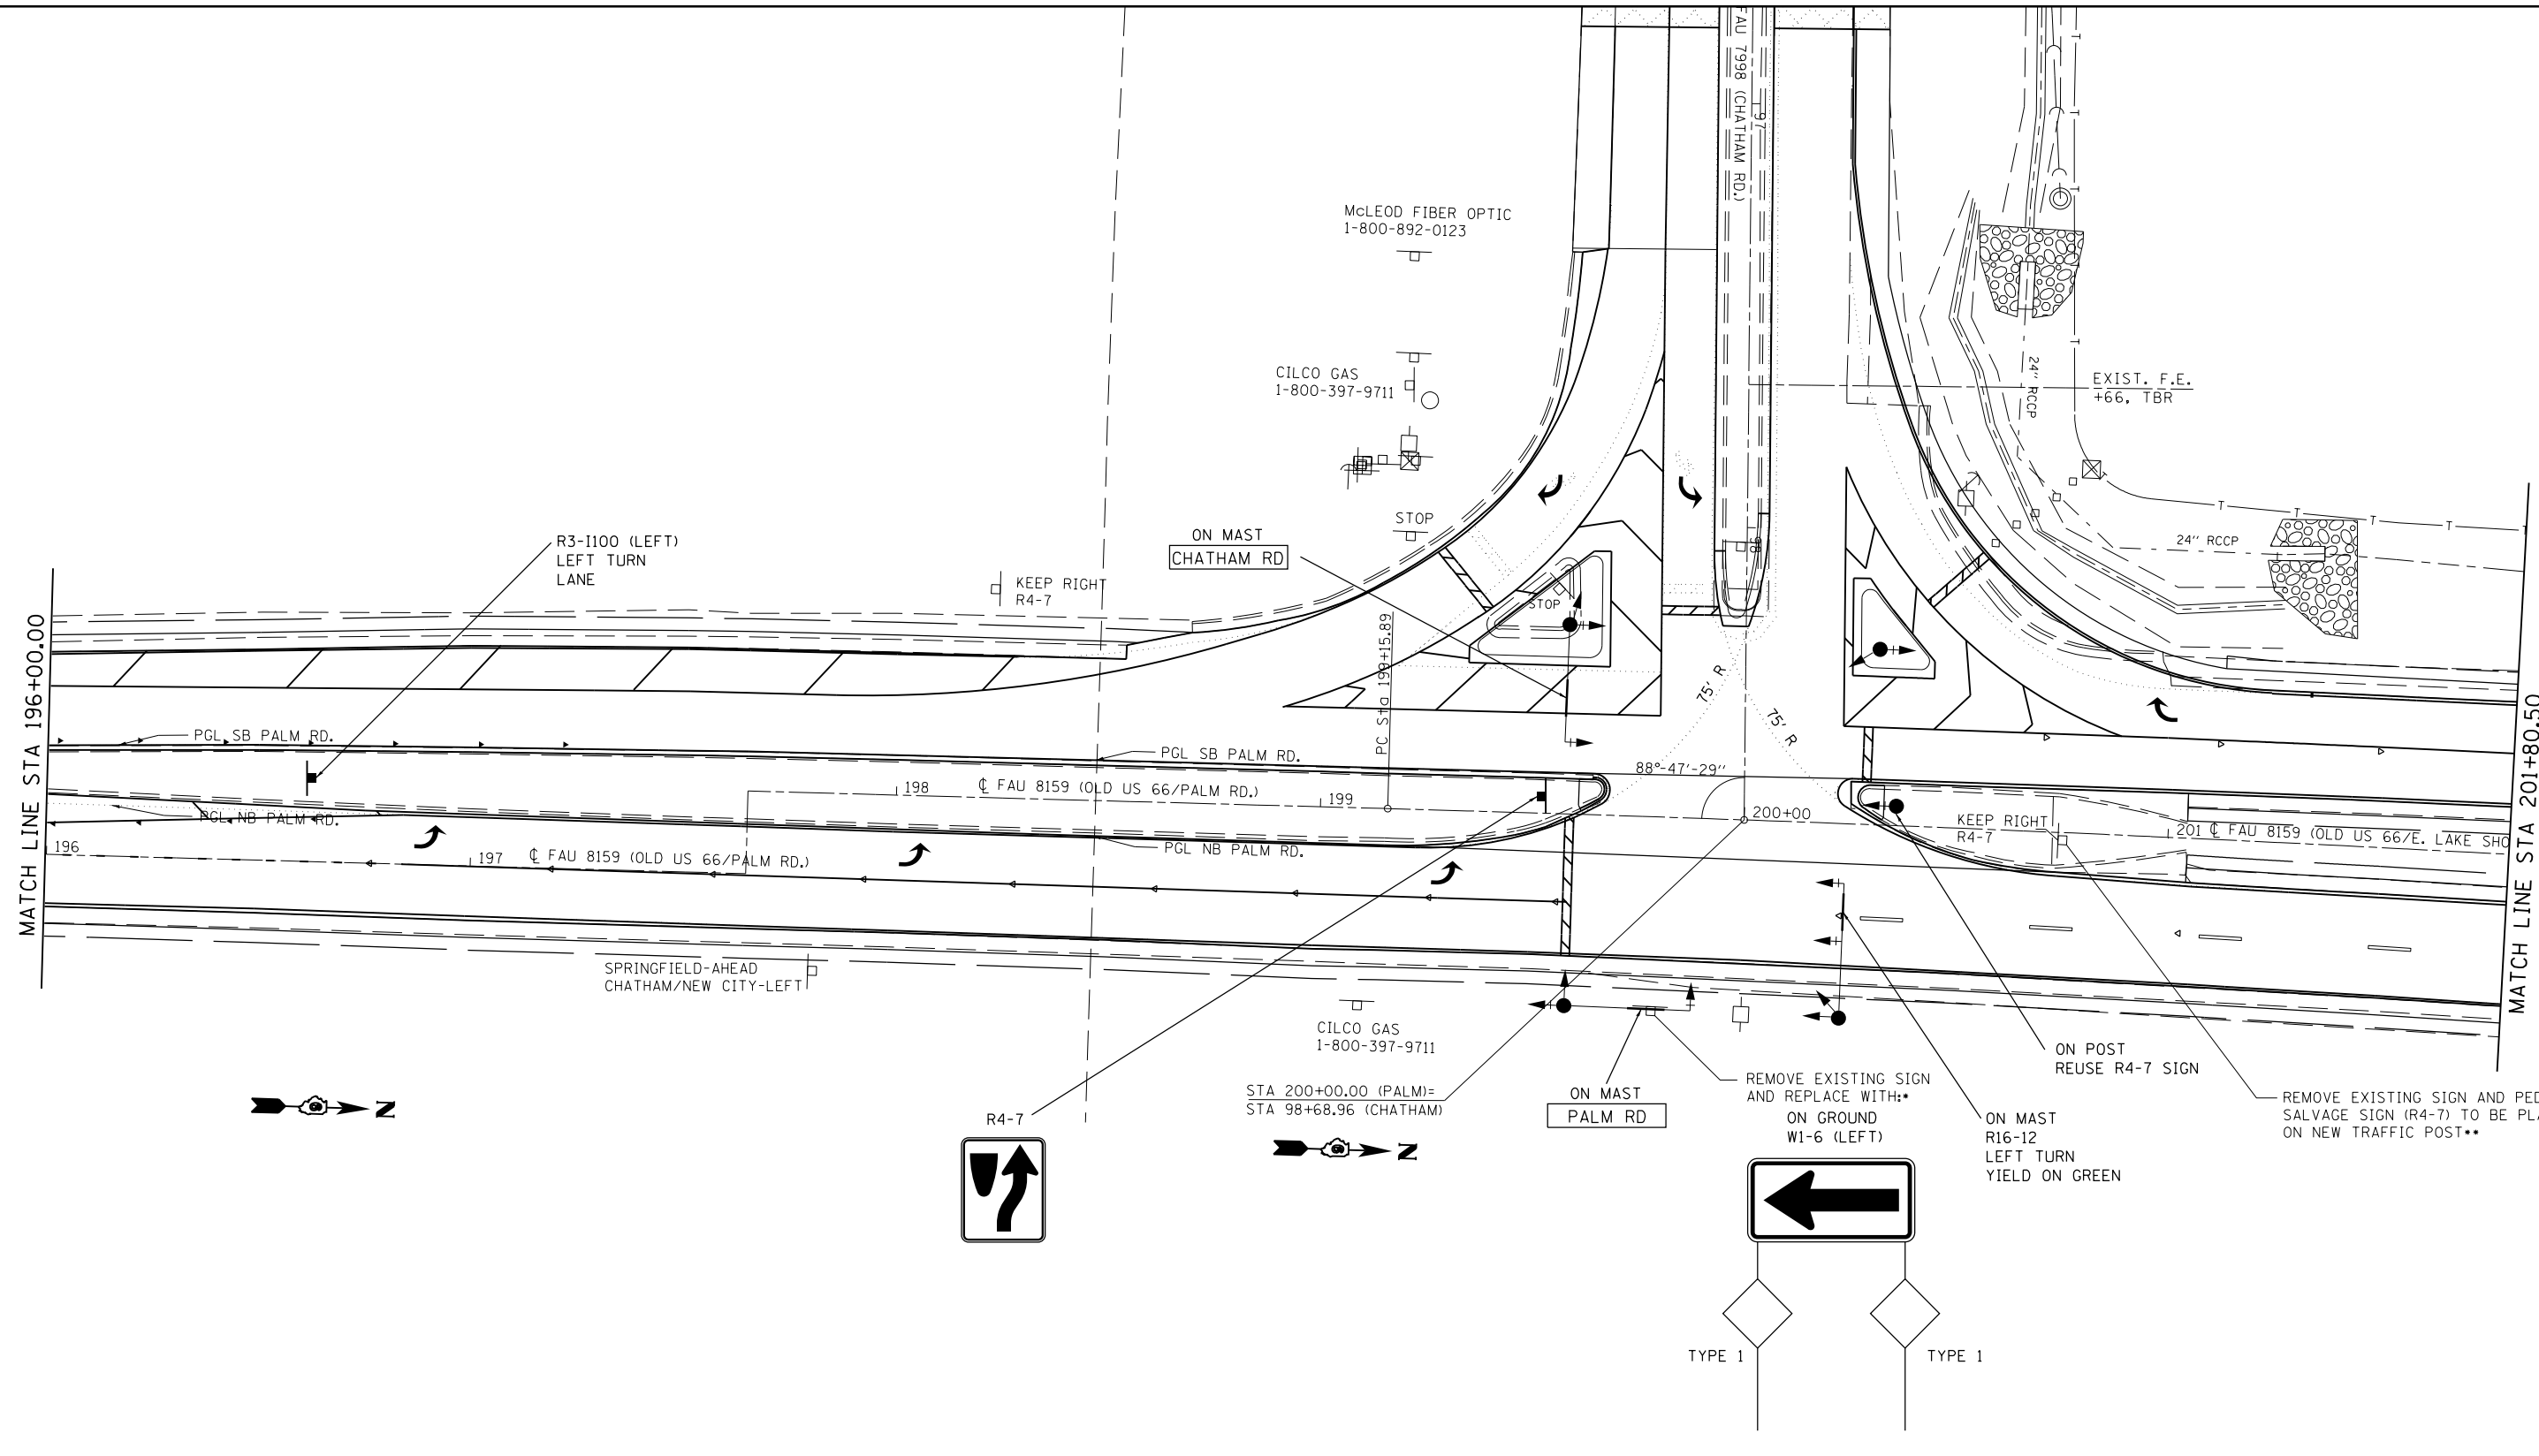 FAU 7998 (CHATHAM RD.)
97
McLEOD FIBER OPTIC
1-800-892-0123
CILCO GAS
1-800-397-9711
EXIST. F.E.
+66, TBR
24" RCCP
24" RCCP
STOP
ON MAST
CHATHAM RD
R3-I100 (LEFT)
LEFT TURN
LANE
KEEP RIGHT
R4-7
STOP
98
MATCH LINE STA 196+00.00
PC Sta 199+15.89
75' R
75' R
PGL SB PALM RD.
PGL SB PALM RD.
88°-47'-29"
198
℄ FAU 8159 (OLD US 66/PALM RD.)
199
200+00
PGL NB PALM RD.
KEEP RIGHT
R4-7
201
℄ FAU 8159 (OLD US 66/E. LAKE SHO
196
197
℄ FAU 8159 (OLD US 66/PALM RD.)
PGL NB PALM RD.
MATCH LINE STA 201+80.50
SPRINGFIELD-AHEAD
CHATHAM/NEW CITY-LEFT
CILCO GAS
1-800-397-9711
STA 200+00.00 (PALM)=
STA 98+68.96 (CHATHAM)
N
N
R4-7
ON MAST
PALM RD
REMOVE EXISTING SIGN
AND REPLACE WITH:*
ON GROUND
W1-6 (LEFT)
ON POST
REUSE R4-7 SIGN
ON MAST
R16-12
LEFT TURN
YIELD ON GREEN
REMOVE EXISTING SIGN AND PED
SALVAGE SIGN (R4-7) TO BE PLA
ON NEW TRAFFIC POST**
TYPE 1
TYPE 1
T
T
T
T
T
T
T
T
T